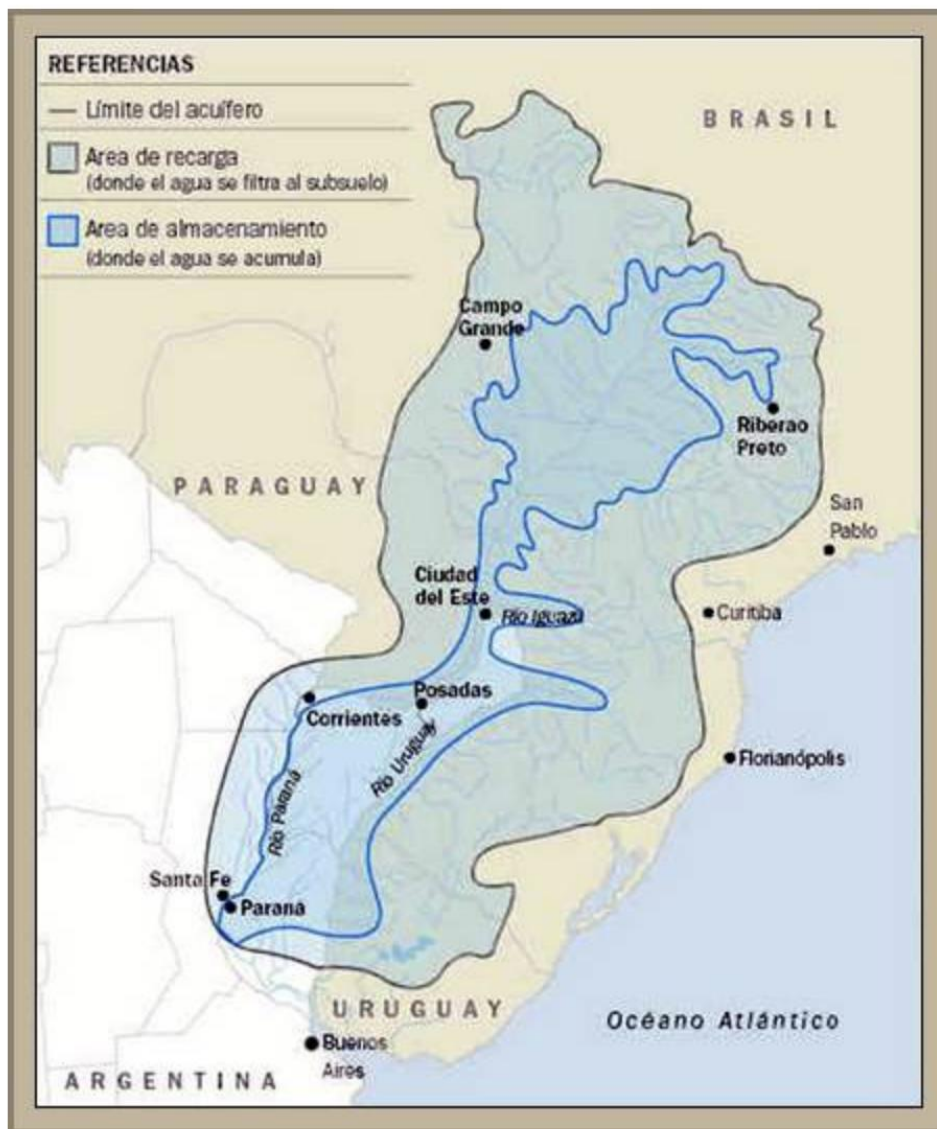 REFERENCIAS
Límite del acuífero
Area de recarga
(donde el agua se filtra al subsuelo)
Area de almacenamiento
(donde el agua se acumula)
BRASIL
Campo
Grande
Riberao
Preto
PARAGUAY
San
Pablo
Ciudad
del Este
Río Iguazú
Curitiba
Posadas
Corrientes
Río Uruguay
Florianópolis
Río Paraná
Santa Fe
Paraná
URUGUAY
Océano Atlántico
Buenos
Aires
ARGENTINA